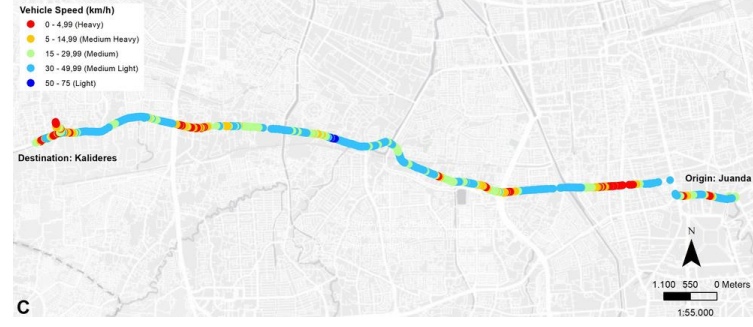 Vehicle Speed (km/h)
0 - 4,99 (Heavy)
5 - 14,99 (Medium Heavy)
15 - 29,99 (Medium)
30 - 49,99 (Medium Light)
50 - 75 (Light)
Destination: Kalideres
Origin: Juanda
N
1.100 550 0 Meters
1:55.000
C